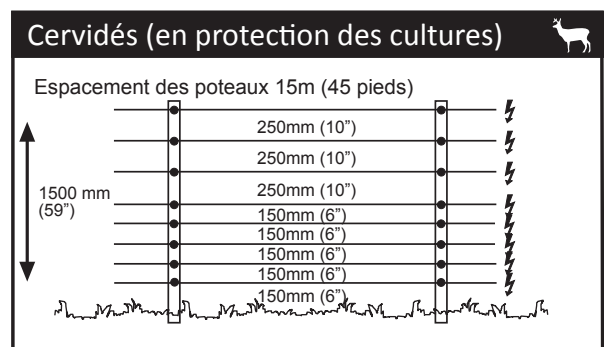 Cervidés (en protection des cultures)
Espacement des poteaux 15m (45 pieds)
250mm (10”)
250mm (10”)
1500 mm
(59”)
250mm (10”)
150mm (6”)
150mm (6”)
150mm (6”)
150mm (6”)
150mm (6”)